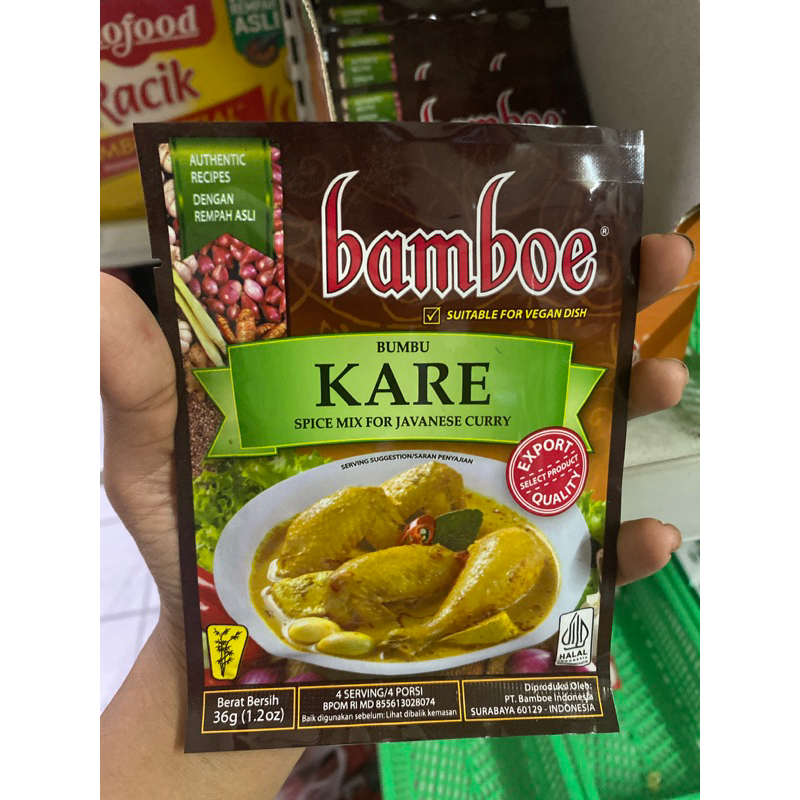 Racik
ASLI
AUTHENTIC
RECIPES
DENGAN
REMPAH ASLI
bamboe®
SUITABLE FOR VEGAN DISH
BUMBU
KARE
SPICE MIX FOR JAVANESE CURRY
EXPORT
SELECT PRODUCT
QUALITY
SERVING SUGGESTION/SARAN PENYAJIAN
HALAL
Indonesia
Berat Bersih
36g (1.2oz)
4 SERVING/4 PORSI
BPOM RI MD 855613028074
Baik digunakan sebelum: Lihat dibalik kemasan
Diproduksi Oleh:
PT. Bamboe Indonesia
SURABAYA 60129 - INDONESIA